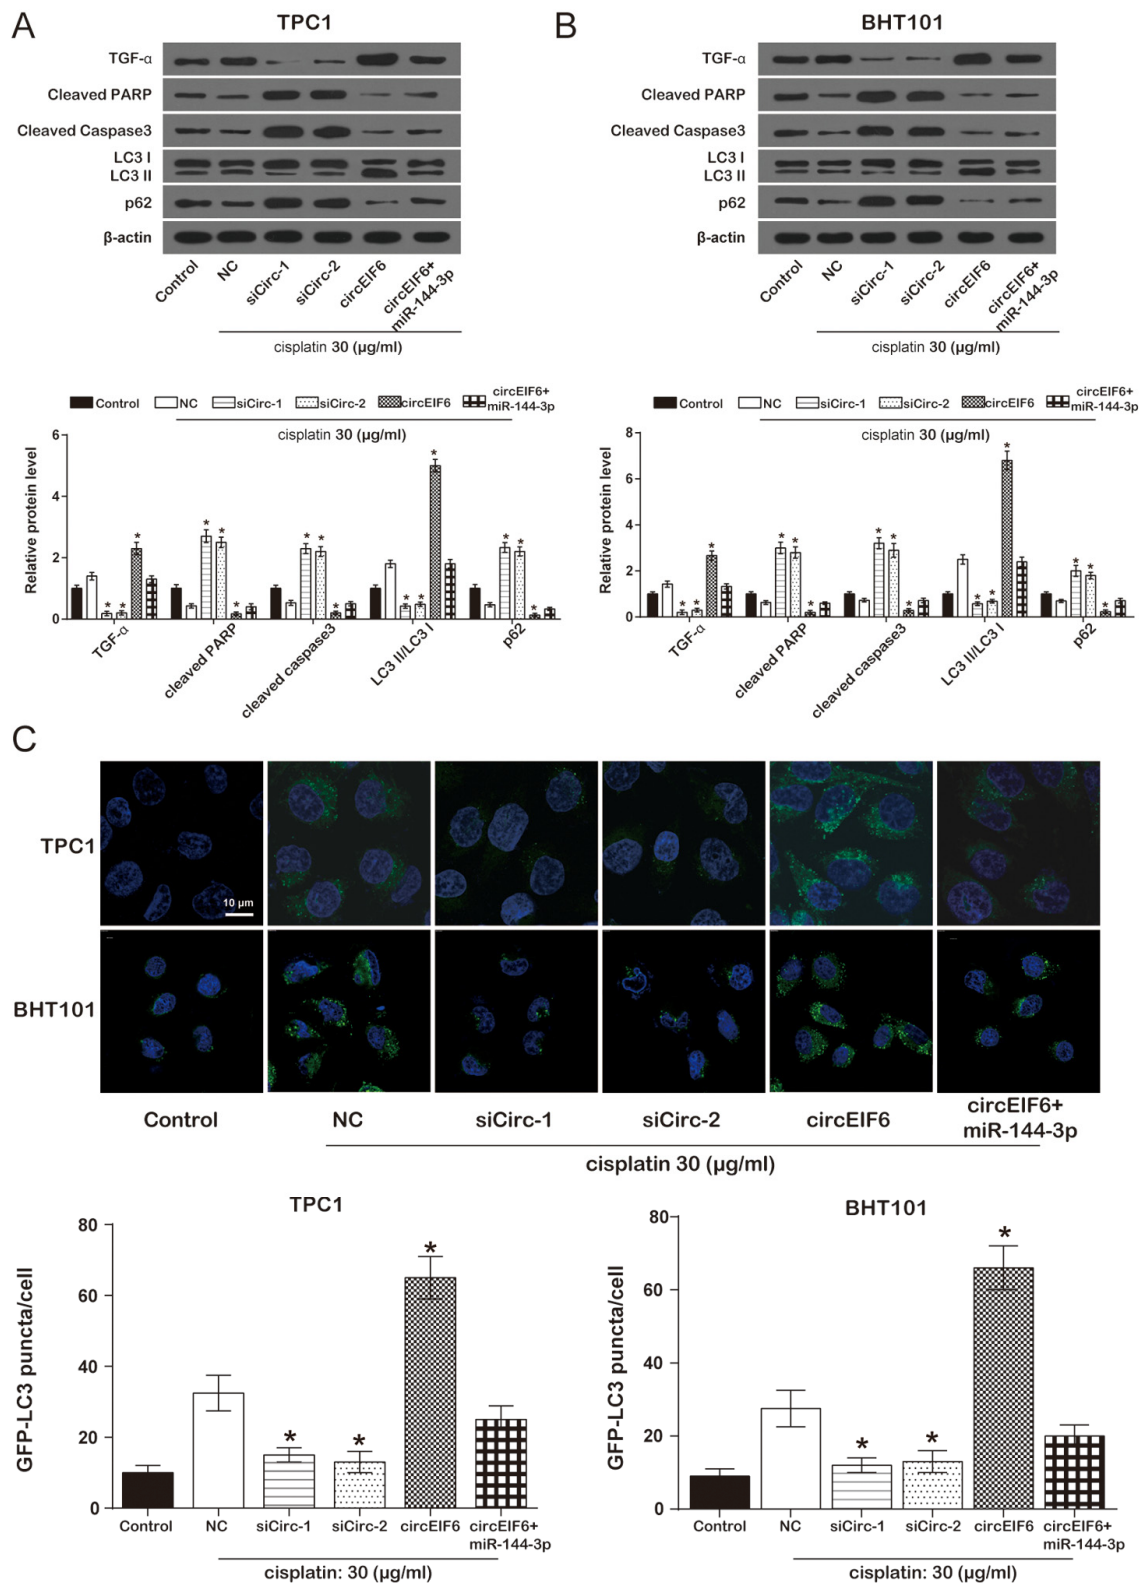 A
TPC1
TGF-α
Cleaved PARP
Cleaved Caspase3
LC3 I
LC3 II
p62
β-actin
Control
NC
siCirc-1
siCirc-2
circEIF6
circEIF6+
miR-144-3p
cisplatin 30 (μg/ml)
Control
NC
siCirc-1
siCirc-2
circEIF6
circEIF6+
miR-144-3p
cisplatin 30 (μg/ml)
Relative protein level
6
4
2
0
* * * * * * * * * * * * * * *
TGF-α
cleaved PARP
cleaved caspase3
LC3 II/LC3 I
p62
B
BHT101
TGF-α
Cleaved PARP
Cleaved Caspase3
LC3 I
LC3 II
p62
β-actin
Control
NC
siCirc-1
siCirc-2
circEIF6
circEIF6+
miR-144-3p
cisplatin 30 (μg/ml)
Control
NC
siCirc-1
siCirc-2
circEIF6
circEIF6+
miR-144-3p
cisplatin 30 (μg/ml)
Relative protein level
8
6
4
2
0
* * * * * * * * * * * * * * *
TGF-α
cleaved PARP
cleaved caspase3
LC3 II/LC3 I
p62
C
TPC1
10 μm
BHT101
Control
NC
siCirc-1
siCirc-2
circEIF6
circEIF6+
miR-144-3p
cisplatin 30 (μg/ml)
TPC1
GFP-LC3 puncta/cell
80
60
40
20
0
* * *
Control
NC
siCirc-1
siCirc-2
circEIF6
circEIF6+
miR-144-3p
cisplatin: 30 (μg/ml)
BHT101
GFP-LC3 puncta/cell
80
60
40
20
0
* * *
Control
NC
siCirc-1
siCirc-2
circEIF6
circEIF6+
miR-144-3p
cisplatin: 30 (μg/ml)